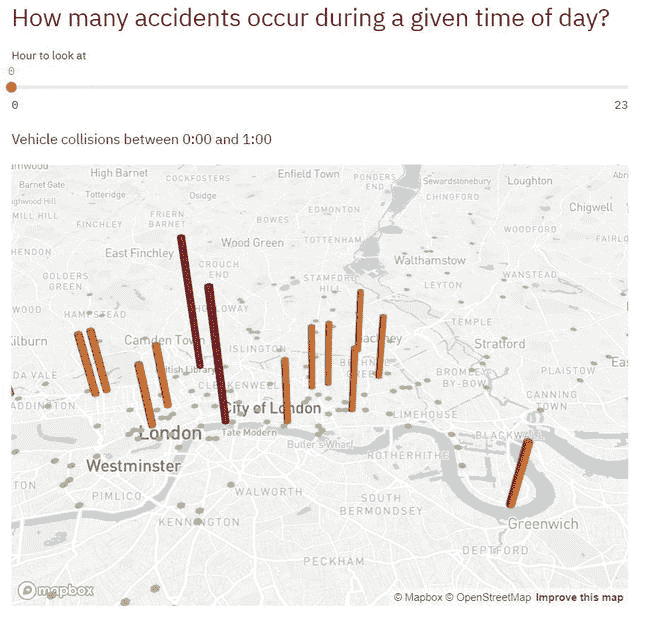 How many accidents occur during a given time of day?
Hour to look at
0
0 23
Vehicle collisions between 0:00 and 1:00
High Barnet
COCKFOSTERS
Enfield Town
PONDERS
END
Sewardstonebury
Loughton
Barnet Gate
Totteridge
Osidge
CHINGFORD
MILL HILL
FRIERN
BARNET
EDMONTON
Chigwell
FINCHLEY
BOWES
WOODFORD
HENDON
East Finchley
Wood Green
TOTTENHAM
Walthamstow
GOLDERS
GREEN
CROUCH
END
STAMFORD
HILL
LEYTON
WANSTEAD
HAMPSTEAD
TEMPLE
Camden Town
ISLINGTON
Stratford
PLAISTOW
CLERKENWELL
BROMLEY-
BY-BOW
CANNING
TOWN
City of London
LIMEHOUSE
London
Tate Modern
BLACKWALL
Butler's Wharf
ROTHERHITHE
Westminster
PIMLICO
WALWORTH
SOUTH
BERMONDSEY
KENNINGTON
Greenwich
DEPTFORD
PECKHAM
mapbox
© Mapbox © OpenStreetMap Improve this map